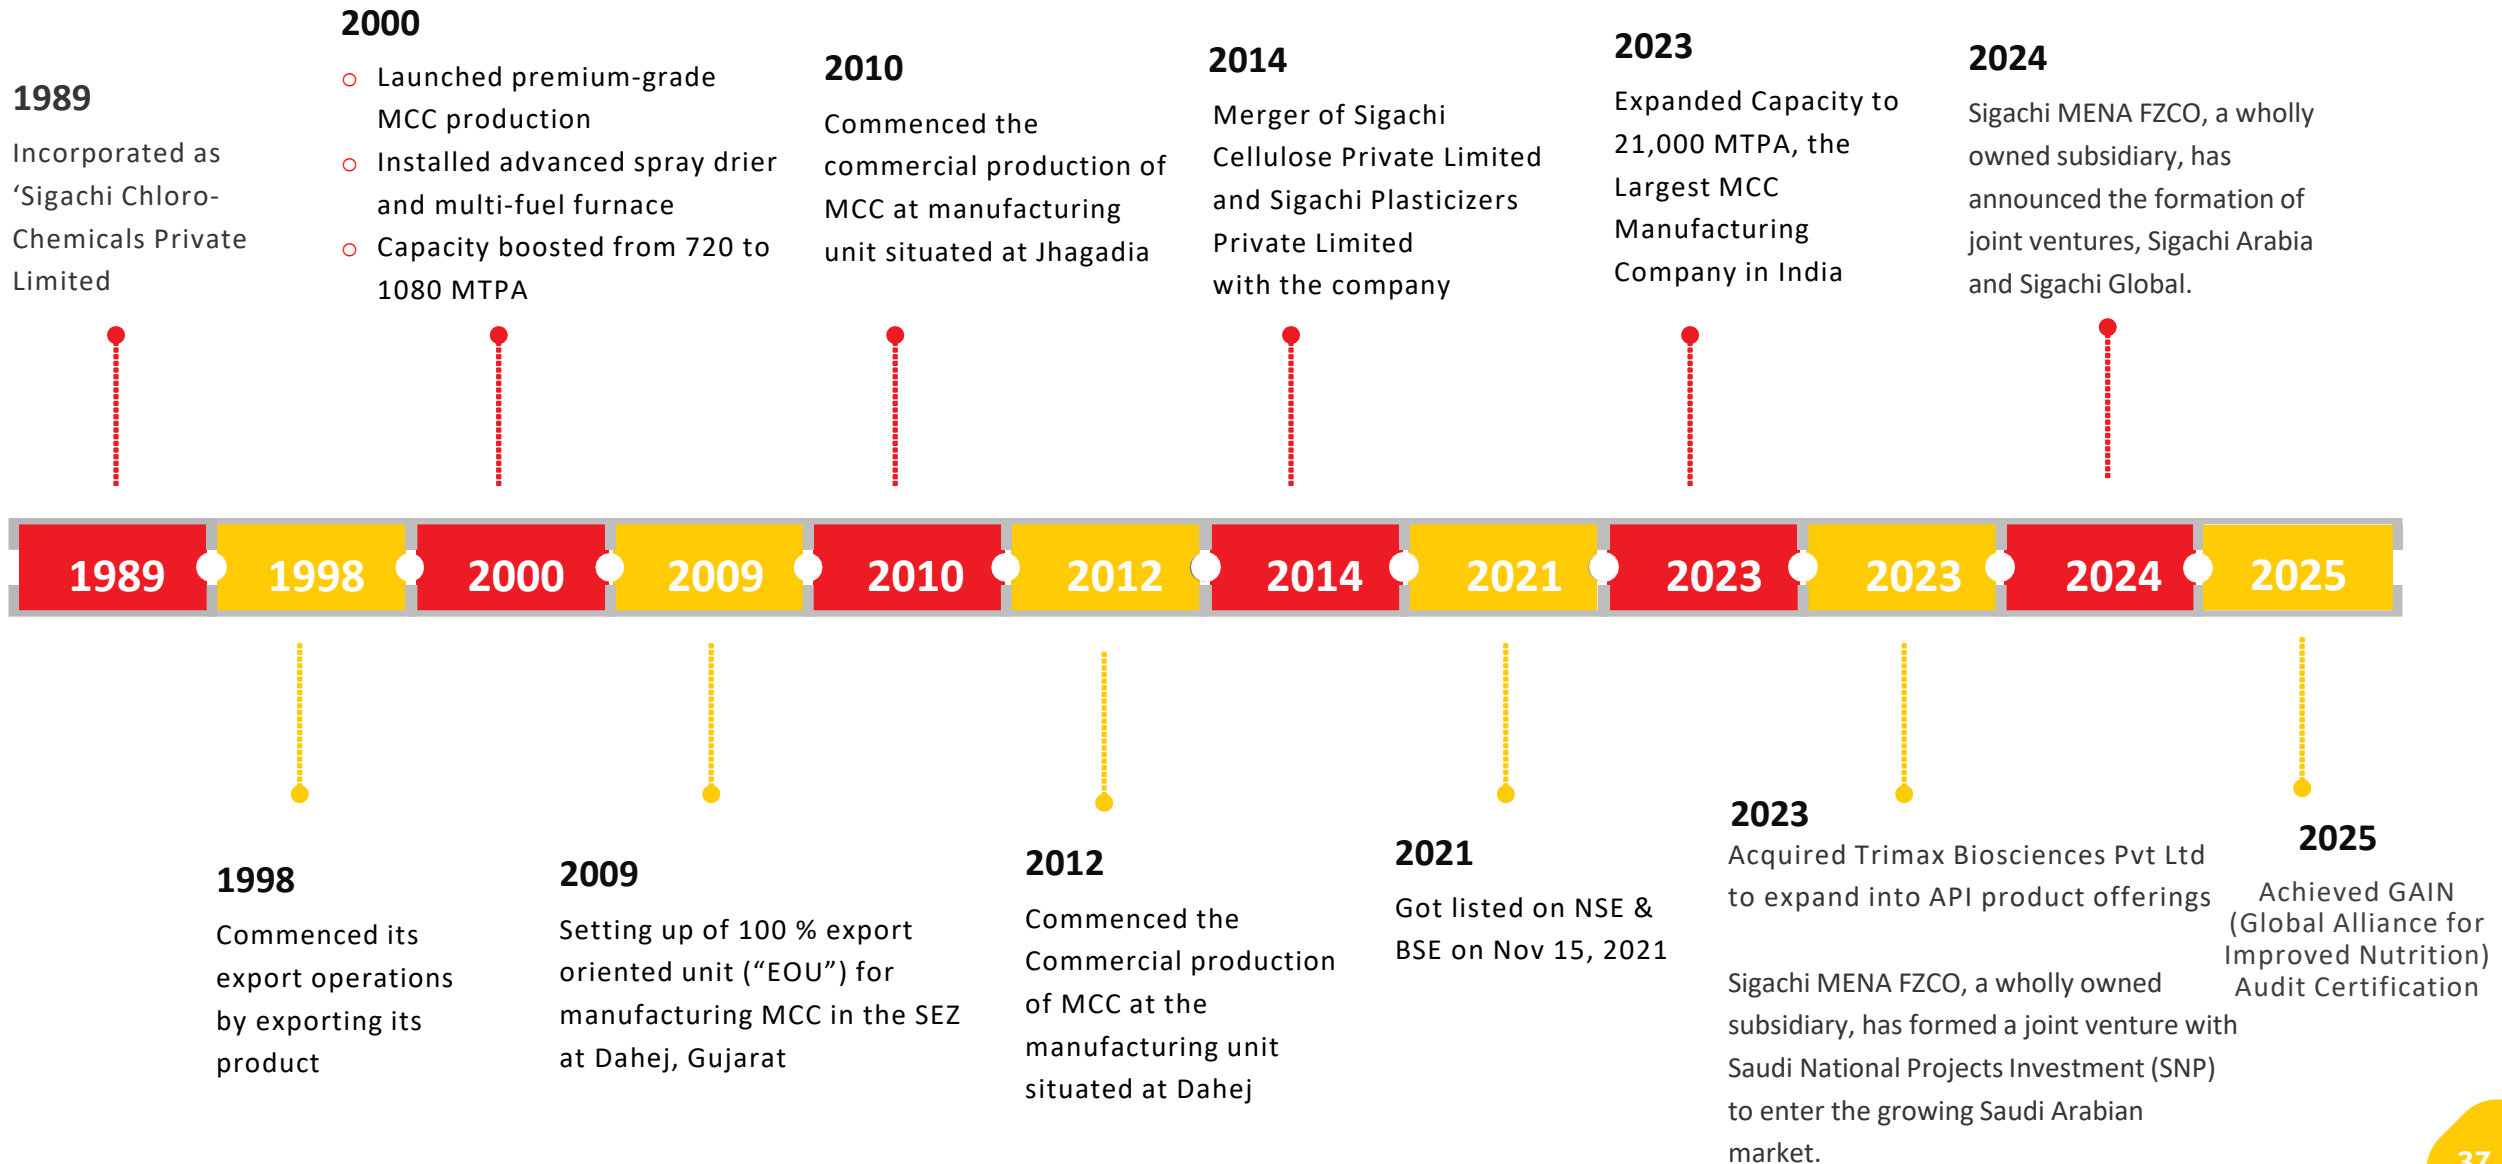 1989
Incorporated as
‘Sigachi Chloro-
Chemicals Private
Limited
2000
Launched premium-grade
MCC production
Installed advanced spray drier
and multi-fuel furnace
Capacity boosted from 720 to
1080 MTPA
2010
Commenced the
commercial production of
MCC at manufacturing
unit situated at Jhagadia
2014
Merger of Sigachi
Cellulose Private Limited
and Sigachi Plasticizers
Private Limited
with the company
2023
Expanded Capacity to
21,000 MTPA, the
Largest MCC
Manufacturing
Company in India
2024
Sigachi MENA FZCO, a wholly
owned subsidiary, has
announced the formation of
joint ventures, Sigachi Arabia
and Sigachi Global.
1989 1998 2000 2009 2010 2012 2014 2021 2023 2023 2024 2025
1998
Commenced its
export operations
by exporting its
product
2009
Setting up of 100 % export
oriented unit (“EOU”) for
manufacturing MCC in the SEZ
at Dahej, Gujarat
2012
Commenced the
Commercial production
of MCC at the
manufacturing unit
situated at Dahej
2021
Got listed on NSE &
BSE on Nov 15, 2021
2023
Acquired Trimax Biosciences Pvt Ltd
to expand into API product offerings
Sigachi MENA FZCO, a wholly owned
subsidiary, has formed a joint venture with
Saudi National Projects Investment (SNP)
to enter the growing Saudi Arabian
market.
2025
Achieved GAIN
(Global Alliance for
Improved Nutrition)
Audit Certification
37